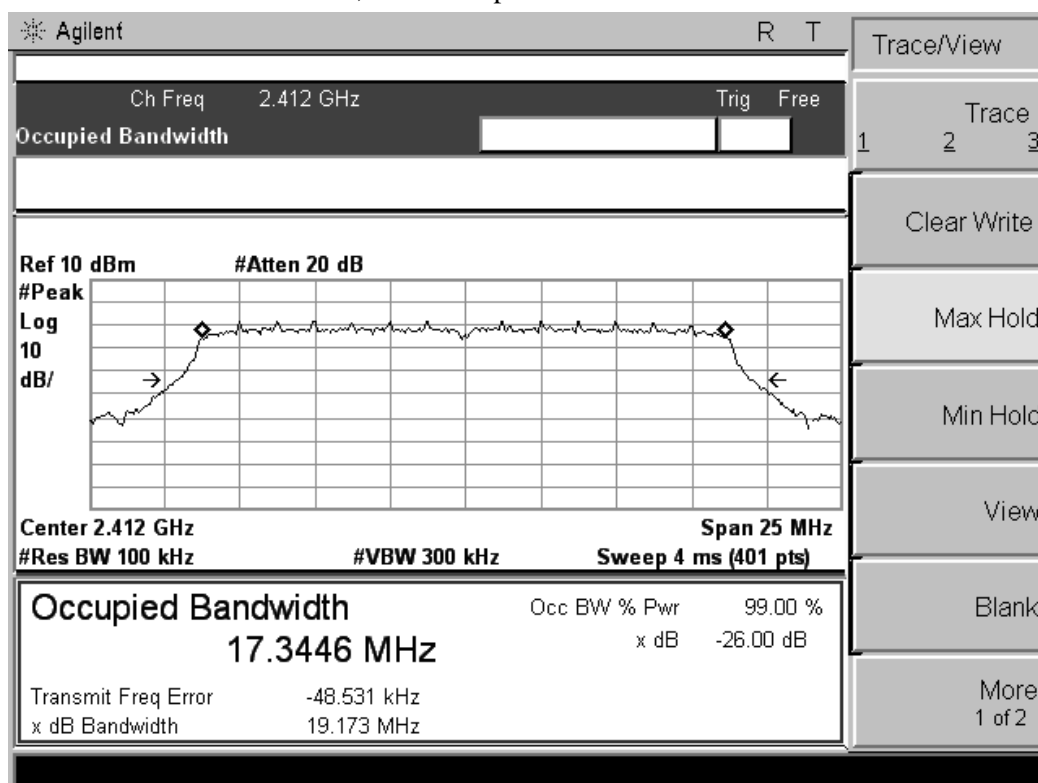 Agilent R T
Trace/View
Ch Freq 2.412 GHz Trig Free
Occupied Bandwidth
Trace
1 2 3
Clear Write
Ref 10 dBm #Atten 20 dB
#Peak
Log
10
dB/
Max Hold
Min Hold
View
Center 2.412 GHz Span 25 MHz
#Res BW 100 kHz #VBW 300 kHz Sweep 4 ms (401 pts)
Occupied Bandwidth Occ BW % Pwr 99.00 %
17.3446 MHz x dB -26.00 dB
Transmit Freq Error -48.531 kHz
x dB Bandwidth 19.173 MHz
Blank
More
1 of 2